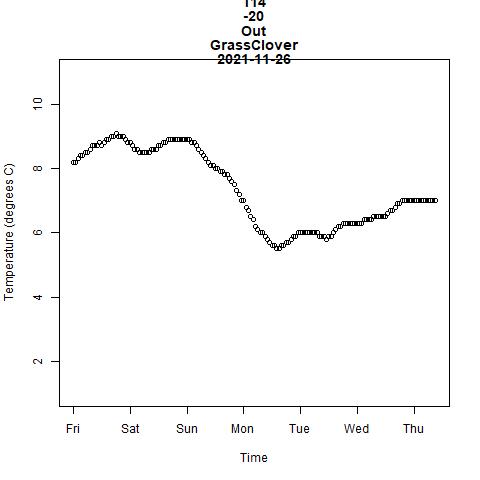 114
-20
Out
GrassClover
2021-11-26
Temperature (degrees C)
10
8
6
4
2
Fri Sat Sun Mon Tue Wed Thu
Time